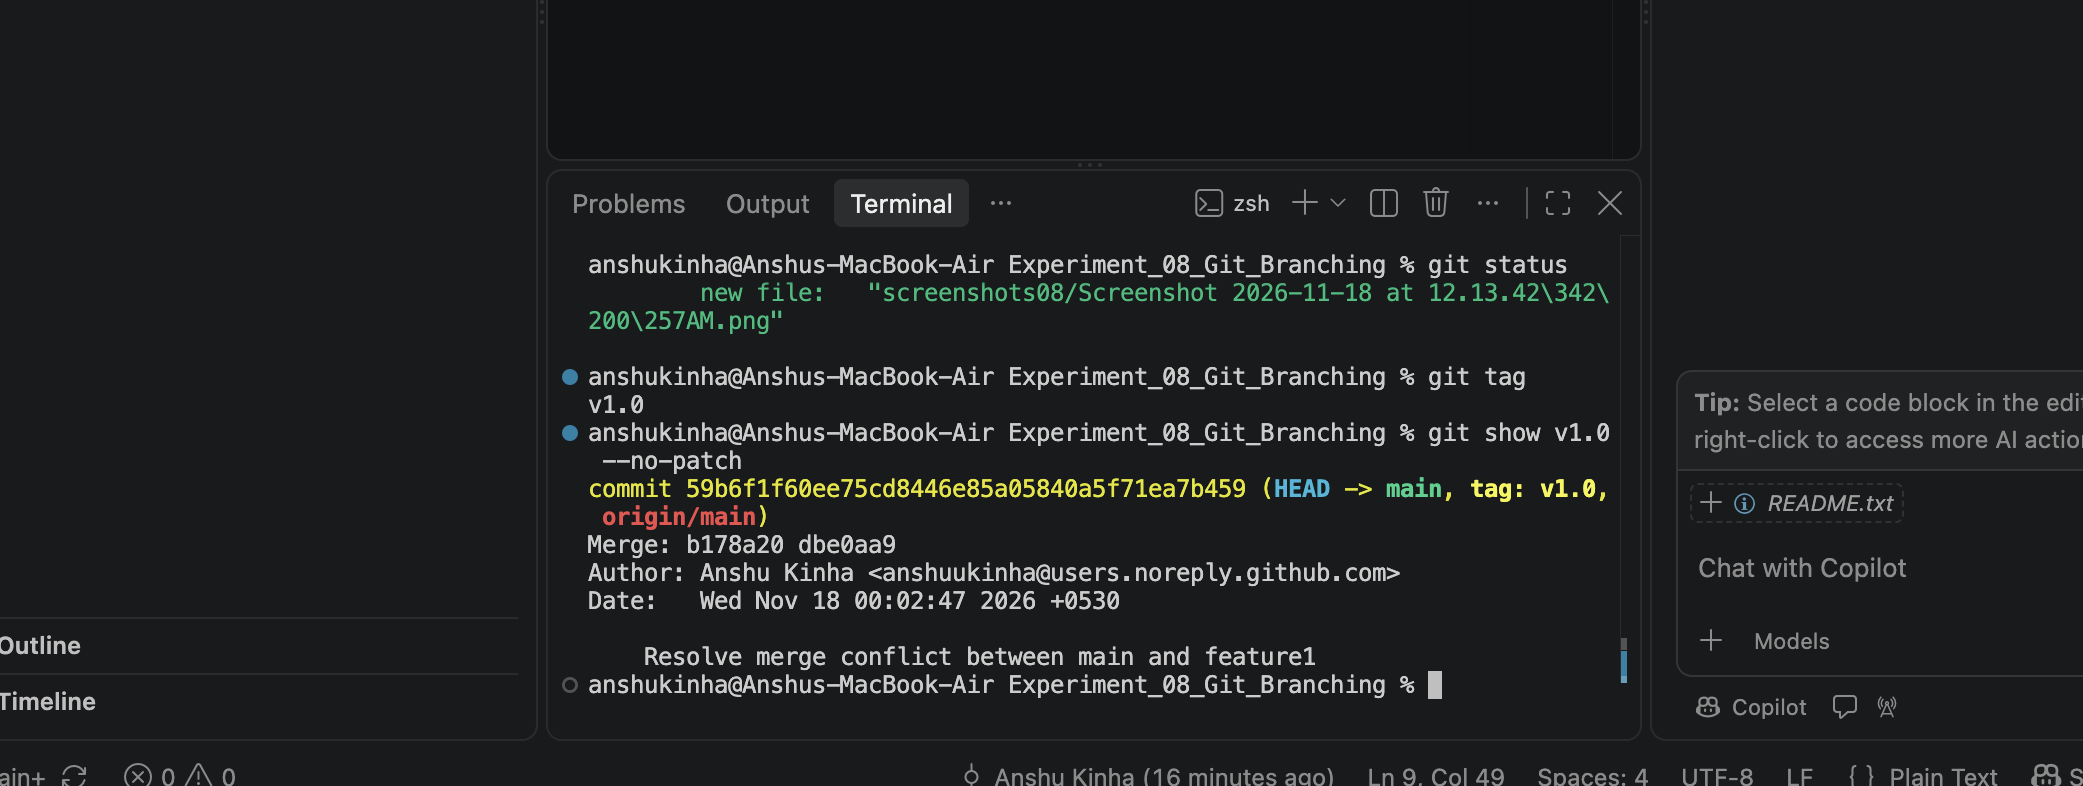 Problems Output Terminal ··· zsh
anshukinha@Anshus-MacBook-Air Experiment_08_Git_Branching % git status
new file:   "screenshots08/Screenshot 2026-11-18 at 12.13.42\342\
200\257AM.png"
anshukinha@Anshus-MacBook-Air Experiment_08_Git_Branching % git tag
v1.0
anshukinha@Anshus-MacBook-Air Experiment_08_Git_Branching % git show v1.0
--no-patch
commit 59b6f1f60ee75cd8446e85a05840a5f71ea7b459 (HEAD -> main, tag: v1.0,
origin/main)
Merge: b178a20 dbe0aa9
Author: Anshu Kinha <anshuukinha@users.noreply.github.com>
Date:   Wed Nov 18 00:02:47 2026 +0530
Resolve merge conflict between main and feature1
anshukinha@Anshus-MacBook-Air Experiment_08_Git_Branching %
Outline
Timeline
Tip: Select a code block in the
right-click to access more AI
README.txt
Chat with Copilot
Models
Copilot
0 0 Anshu Kinha (16 minutes ago) Ln 9, Col 49 Spaces: 4 UTF-8 LF {} Plain Text